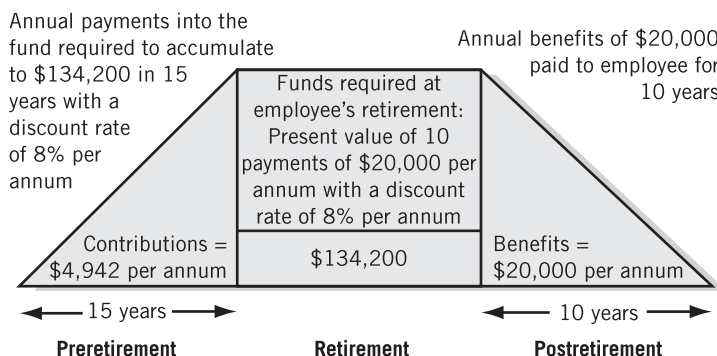 Annual payments into the
fund required to accumulate
to $134,200 in 15
years with a
discount rate
of 8% per
annum
Annual benefits of $20,000
paid to employee for
10 years
Funds required at
employee's retirement:
Present value of 10
payments of $20,000 per
annum with a discount
rate of 8% per annum
Contributions =
$4,942 per annum
$134,200
Benefits =
$20,000 per annum
15 years
10 years
Preretirement
Retirement
Postretirement